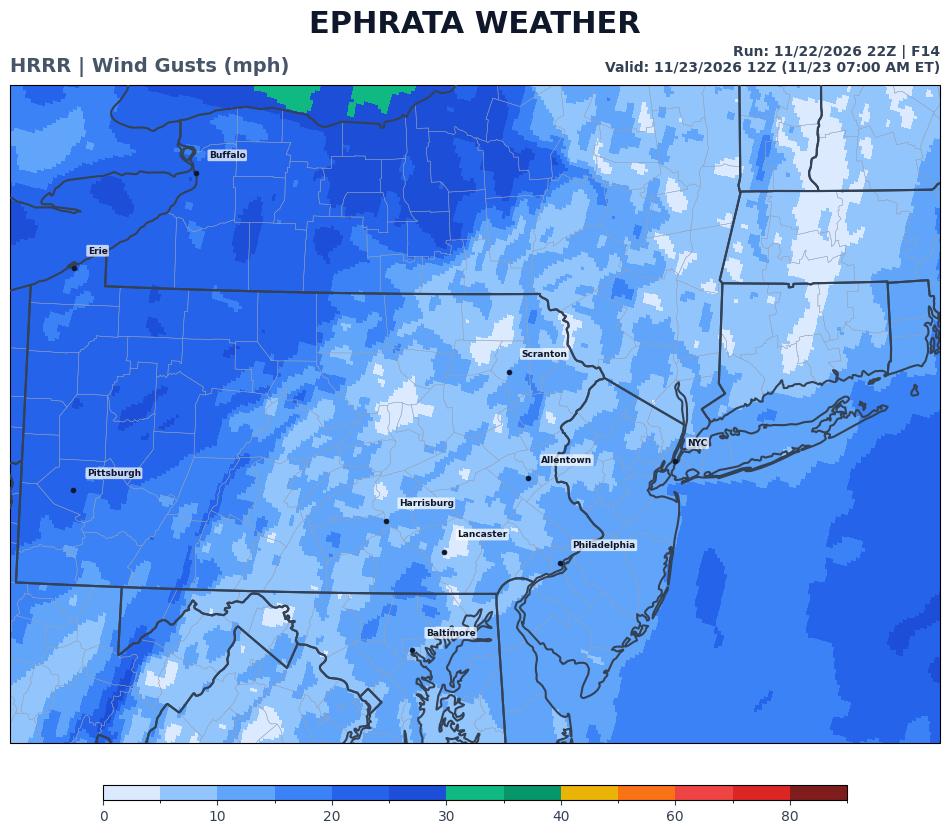 EPHRATA WEATHER
HRRR | Wind Gusts (mph)
Run: 11/22/2026 22Z | F14
Valid: 11/23/2026 12Z (11/23 07:00 AM ET)
Buffalo
Erie
Scranton
NYC
Allentown
Pittsburgh
Harrisburg
Lancaster
Philadelphia
Baltimore
0 10 20 30 40 50 60 70 80